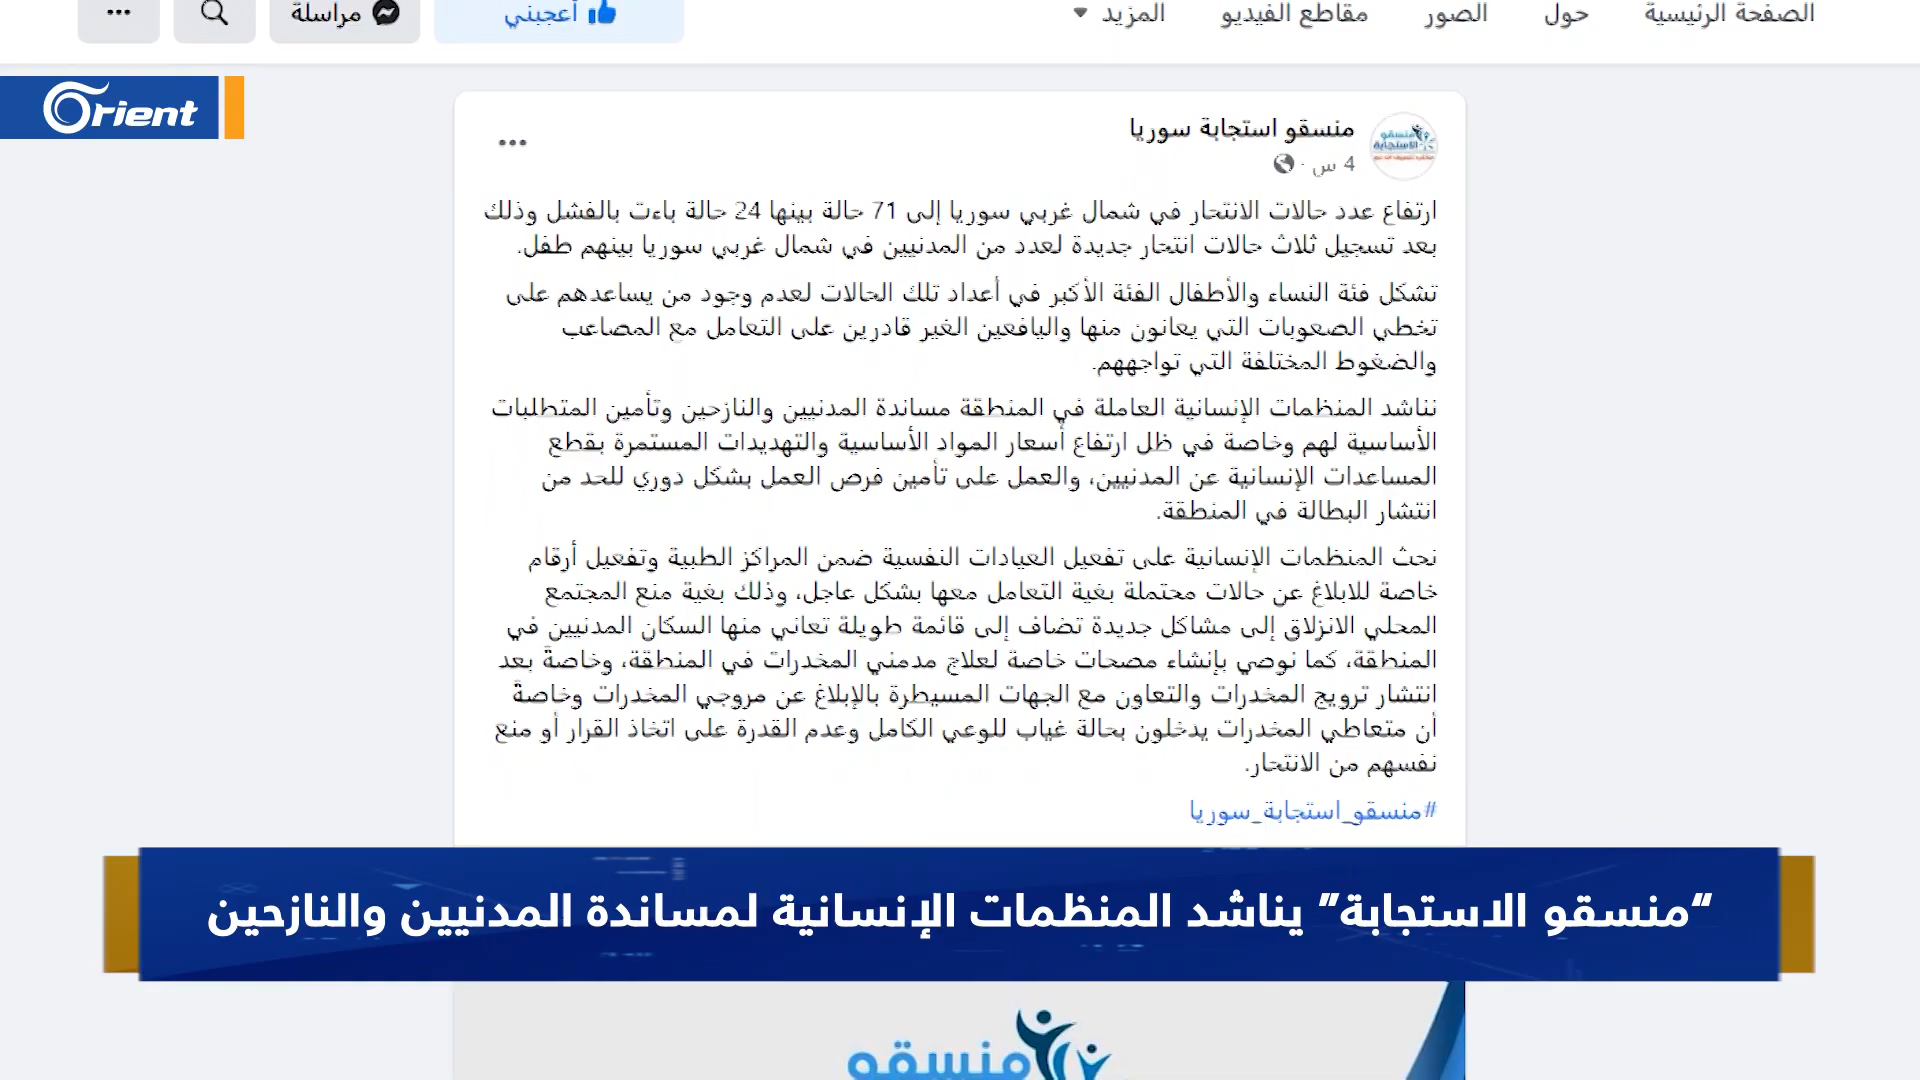 الصفحة الرئيسية حول الصور مقاطع الفيديو المزيد أعجبني مراسلة
Orient
منسقو استجابة سوريا
4 س ·
منسقو
الاستجابة
ارتفاع عدد حالات الانتحار في شمال غربي سوريا إلى 71 حالة بينها 24 حالة باءت بالفشل وذلك
بعد تسجيل ثلاث حالات انتحار جديدة لعدد من المدنيين في شمال غربي سوريا بينهم طفل.
تشكل فئة النساء والأطفال الفئة الأكبر في أعداد تلك الحالات لعدم وجود من يساعدهم على
تخطي الصعوبات التي يعانون منها واليافعين الغير قادرين على التعامل مع المصاعب
والضغوط المختلفة التي تواجههم.
نناشد المنظمات الإنسانية العاملة في المنطقة مساندة المدنيين والنازحين وتأمين المتطلبات
الأساسية لهم وخاصة في ظل ارتفاع أسعار المواد الأساسية والتهديدات المستمرة بقطع
المساعدات الإنسانية عن المدنيين، والعمل على تأمين فرص العمل بشكل دوري للحد من
انتشار البطالة في المنطقة.
نحث المنظمات الإنسانية على تفعيل العيادات النفسية ضمن المراكز الطبية وتفعيل أرقام
خاصة للابلاغ عن حالات محتملة بغية التعامل معها بشكل عاجل، وذلك بغية منع المجتمع
المحلي الانزلاق إلى مشاكل جديدة تضاف إلى قائمة طويلة تعاني منها السكان المدنيين في
المنطقة، كما نوصي بإنشاء مصحات خاصة لعلاج مدمني المخدرات في المنطقة، وخاصةً بعد
انتشار ترويج المخدرات والتعاون مع الجهات المسيطرة بالإبلاغ عن مروجي المخدرات وخاصةً
أن متعاطي المخدرات يدخلون بحالة غياب للوعي الكامل وعدم القدرة على اتخاذ القرار أو منع
نفسهم من الانتحار.
#منسقو_استجابة_سوريا
“منسقو الاستجابة” يناشد المنظمات الإنسانية لمساندة المدنيين والنازحين
منسقو